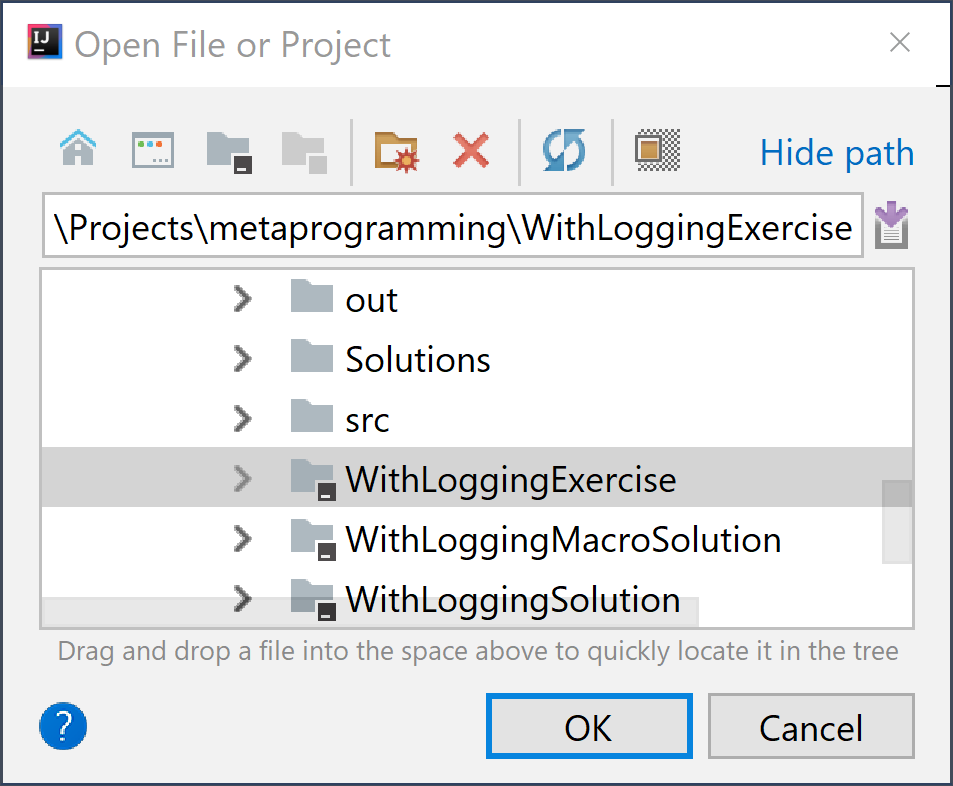 IJ
Open File or Project
Hide path
\Projects\metaprogramming\WithLoggingExercise
out
Solutions
src
WithLoggingExercise
WithLoggingMacroSolution
WithLoggingSolution
Drag and drop a file into the space above to quickly locate it in the tree
?
OK
Cancel